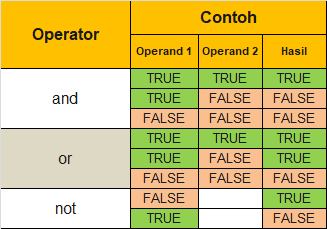 Operator Contoh
Operand 1 Operand 2 Hasil
and TRUE TRUE TRUE
TRUE FALSE FALSE
FALSE FALSE FALSE
or TRUE TRUE TRUE
TRUE FALSE TRUE
FALSE FALSE FALSE
not FALSE TRUE
TRUE FALSE